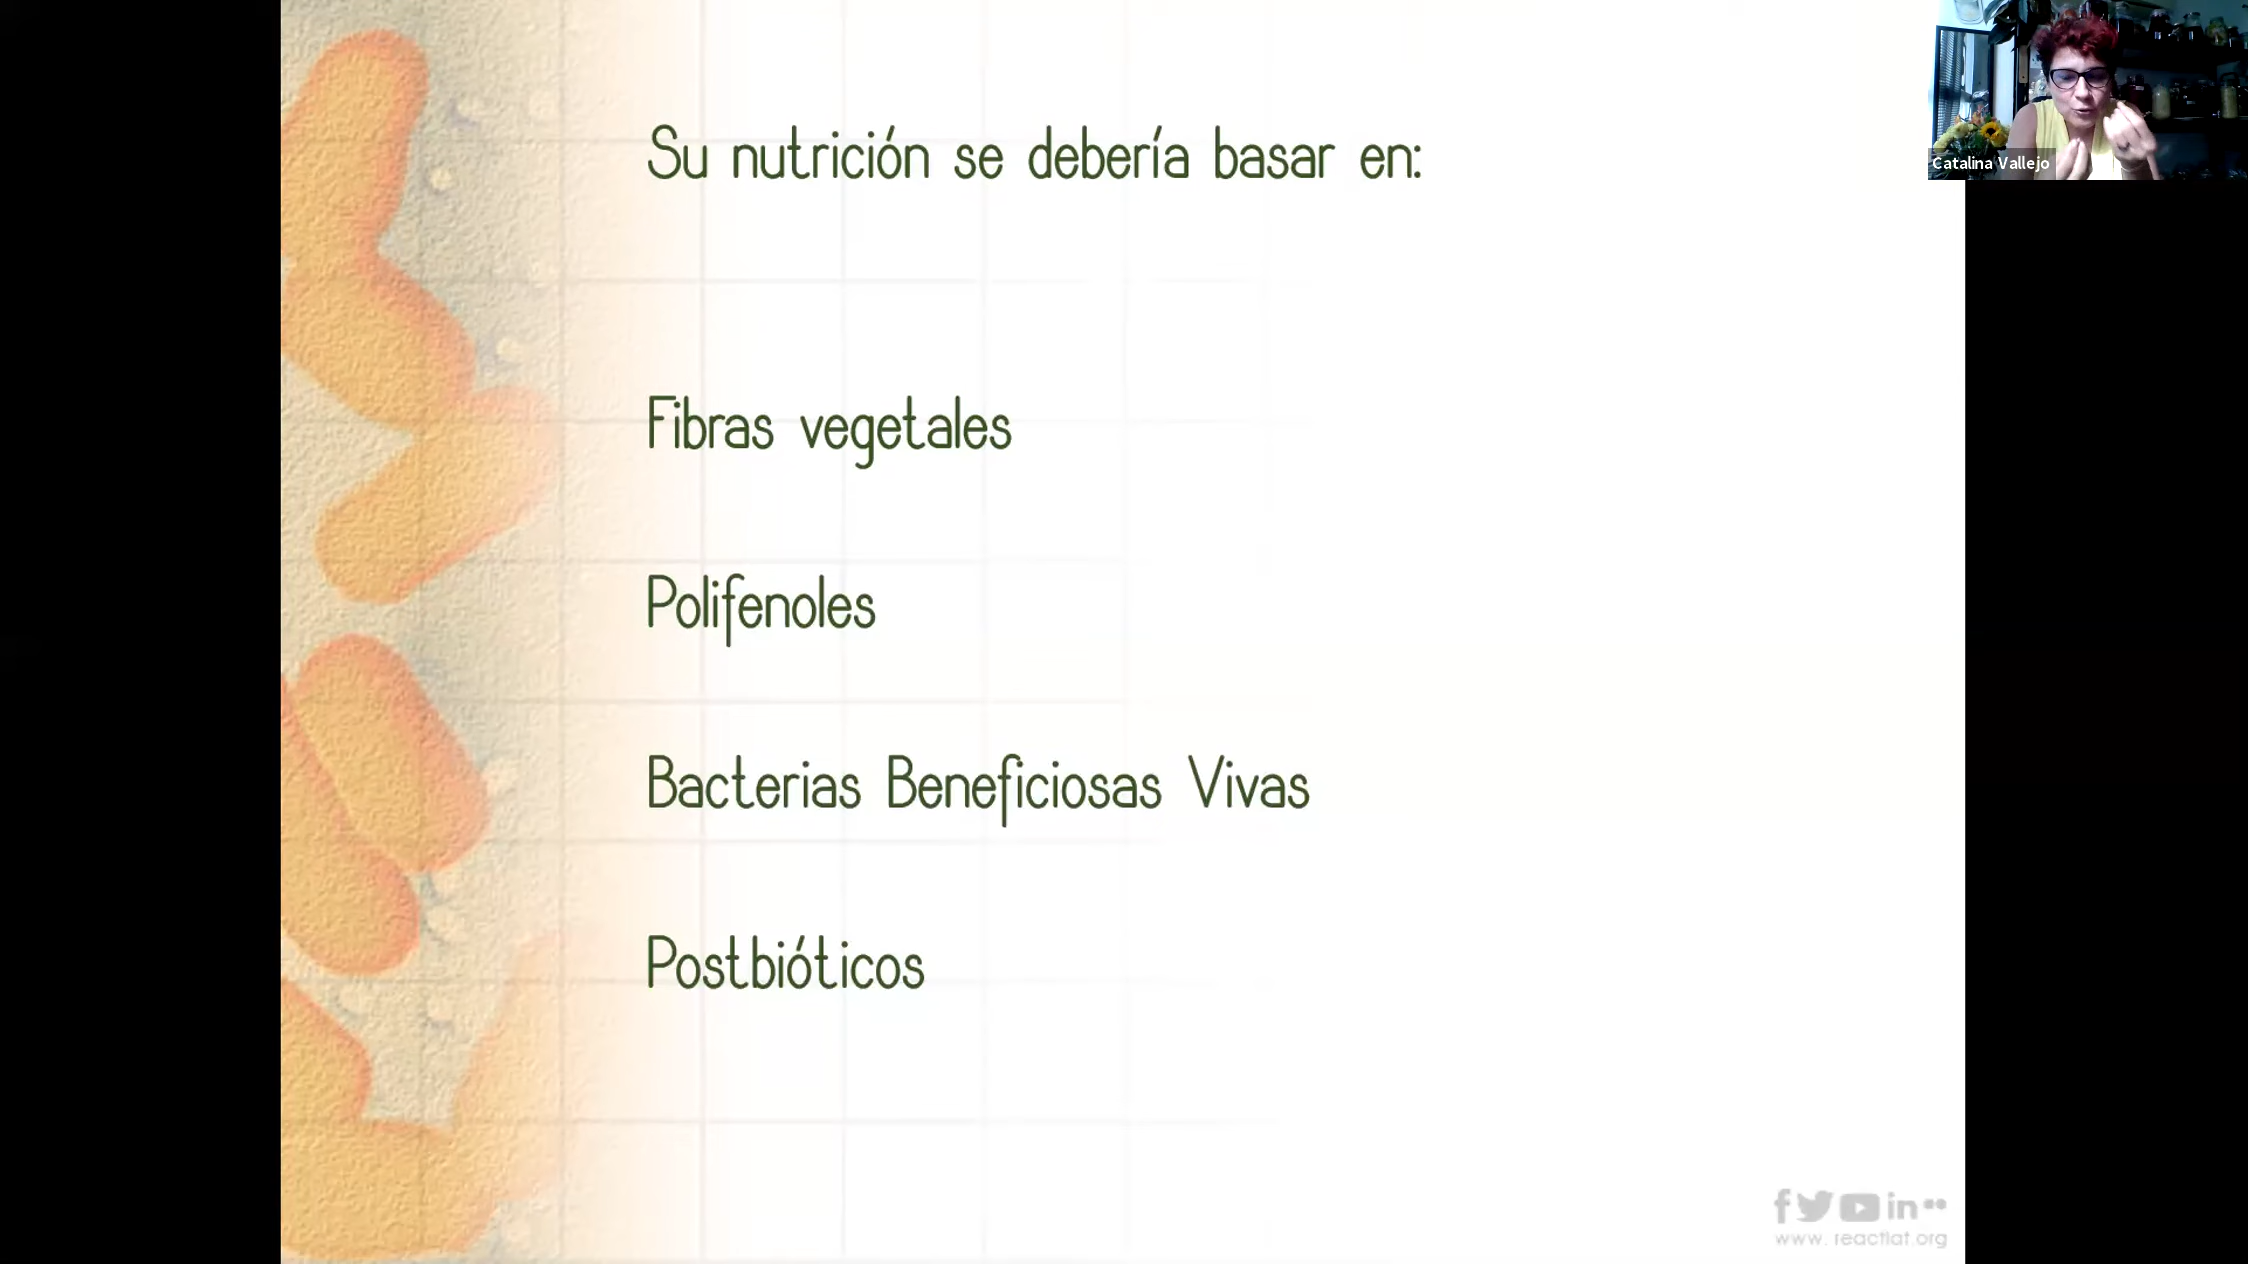 Su nutrición se debería basar en:
Fibras vegetales
Polifenoles
Bacterias Beneficiosas Vivas
Postbióticos
Catalina Vallejo
www. reactlat.org